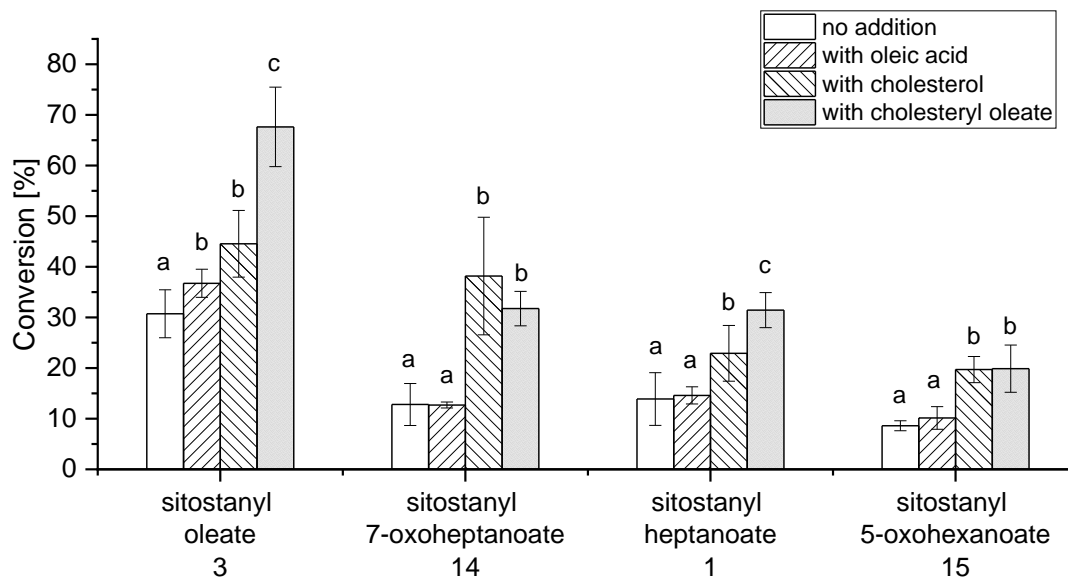 no addition
with oleic acid
with cholesterol
with cholesteryl oleate
Conversion [%]
80
70
60
50
40
30
20
10
0
a
b
b
c
a
a
b
b
a
a
b
c
a
a
b
b
sitostanyl
oleate
3
sitostanyl
7-oxoheptanoate
14
sitostanyl
heptanoate
1
sitostanyl
5-oxohexanoate
15